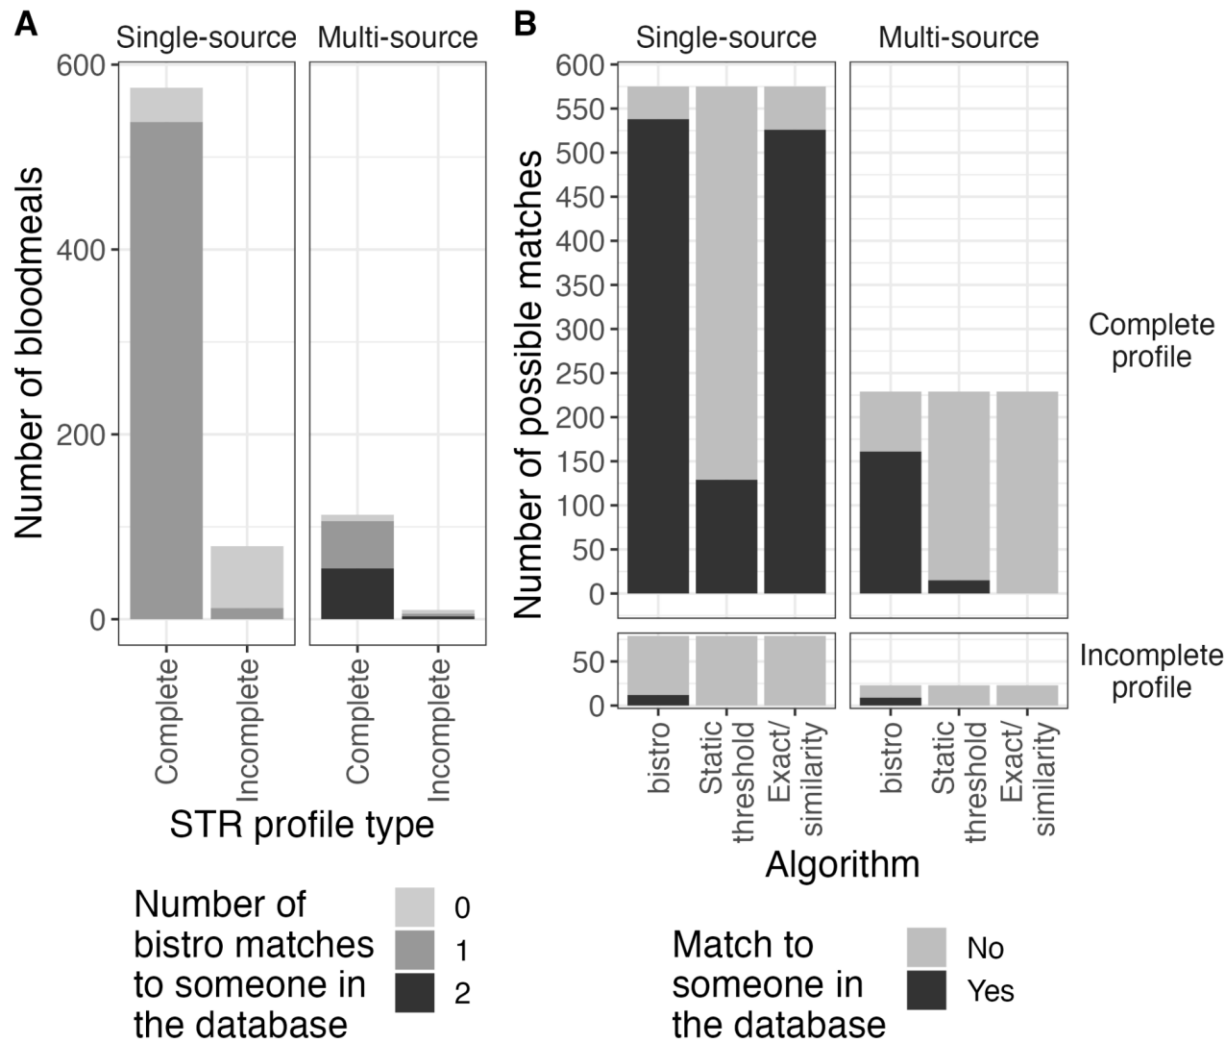 A
Single-source
Multi-source
600
400
200
0
Number of bloodmeals
Complete
Incomplete
Complete
Incomplete
STR profile type
Number of
bistro matches
to someone in
the database
0
1
2
B
Single-source
Multi-source
600
550
500
450
400
350
300
250
200
150
100
50
0
50
0
Number of possible matches
Complete
profile
Incomplete
profile
bistro
Static
threshold
Exact/
similarity
bistro
Static
threshold
Exact/
similarity
Algorithm
Match to
someone in
the database
No
Yes